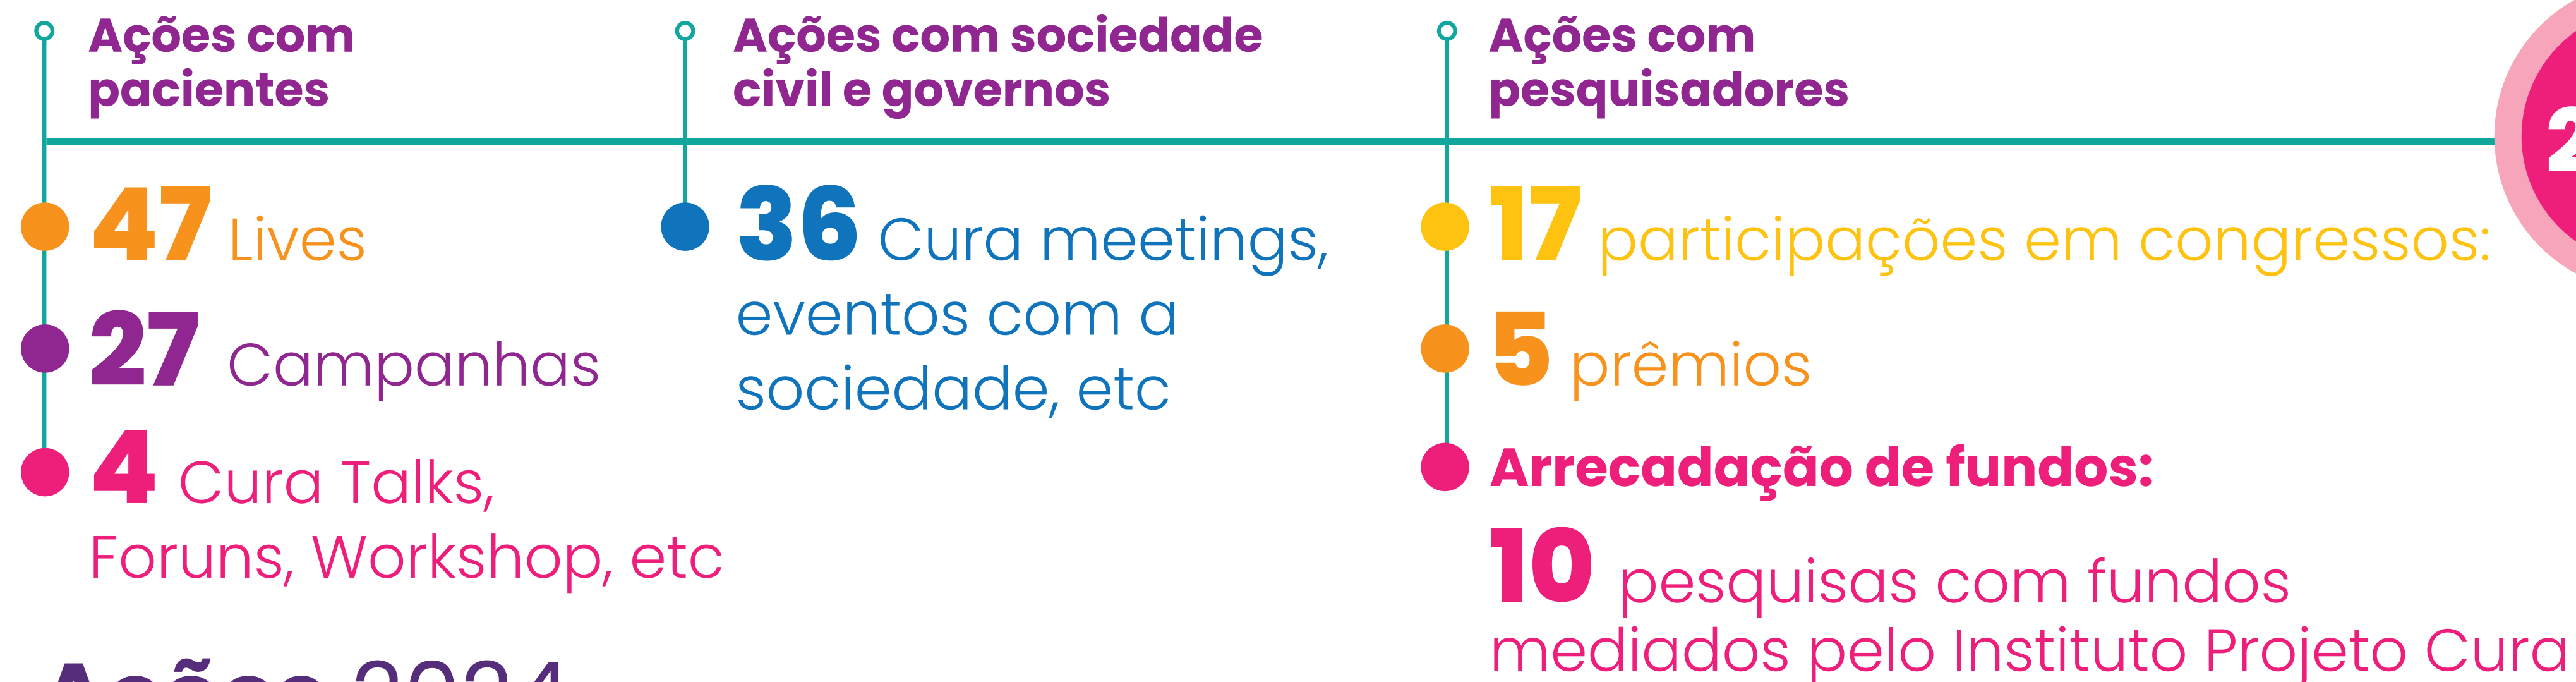 Ações com
pacientes
47 Lives
27 Campanhas
4 Cura Talks,
Foruns, Workshop, etc
Ações com sociedade
civil e governos
36 Cura meetings,
eventos com a
sociedade, etc
Ações com
pesquisadores
17 participações em congressos:
5 prêmios
Arrecadação de fundos:
10 pesquisas com fundos
mediados pelo Instituto Projeto Cura
Ações 2024